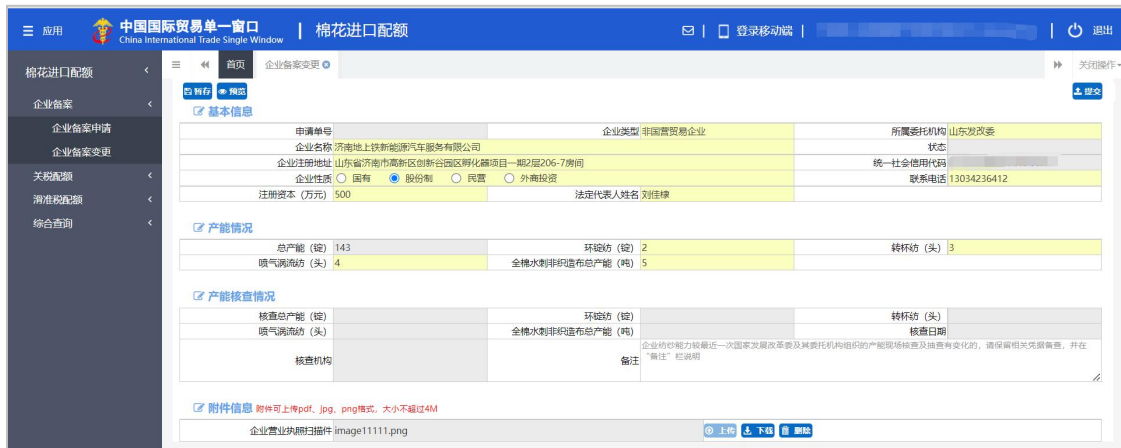 应用
中国国际贸易单一窗口
China International Trade Single Window
棉花进口配额
登录移动端
退出
棉花进口配额
首页
企业备案变更
关闭操作
企业备案
企业备案申请
企业备案变更
关税配额
滑准税配额
综合查询
暂存 预览 提交
基本信息
申请单号 企业类型 非国营贸易企业 所属委托机构 山东发改委
企业名称 济南地上铁新能源汽车服务有限公司 状态
企业注册地址 山东省济南市高新区创新谷园区孵化器项目一期2层206-7房间 统一社会信用代码
企业性质 国有 股份制 民营 外商投资 联系电话 13034236412
注册资本（万元） 500 法定代表人姓名 刘佳棣
产能情况
总产能（锭） 143 环锭纺（锭） 2 转杯纺（头） 3
喷气涡流纺（头） 4 全棉水刺非织造布总产能（吨） 5
产能核查情况
核查总产能（锭） 环锭纺（锭） 转杯纺（头）
喷气涡流纺（头） 全棉水刺非织造布总产能（吨） 核查日期
核查机构 备注 企业纺纱能力较最近一次国家发展改革委及其委托机构组织的产能现场核查及抽查有变化的，请保留相关凭据备查，并在
“备注”栏说明
附件信息 附件可上传pdf、jpg、png格式，大小不超过4M
企业营业执照扫描件 image11111.png 上传 下载 删除